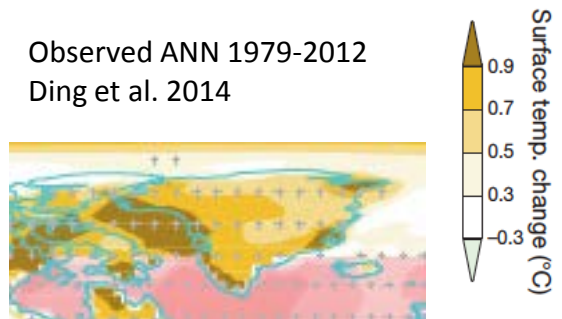 Observed ANN 1979-2012
Ding et al. 2014
0.9
0.7
0.5
0.3
−0.3
Surface temp. change (°C)